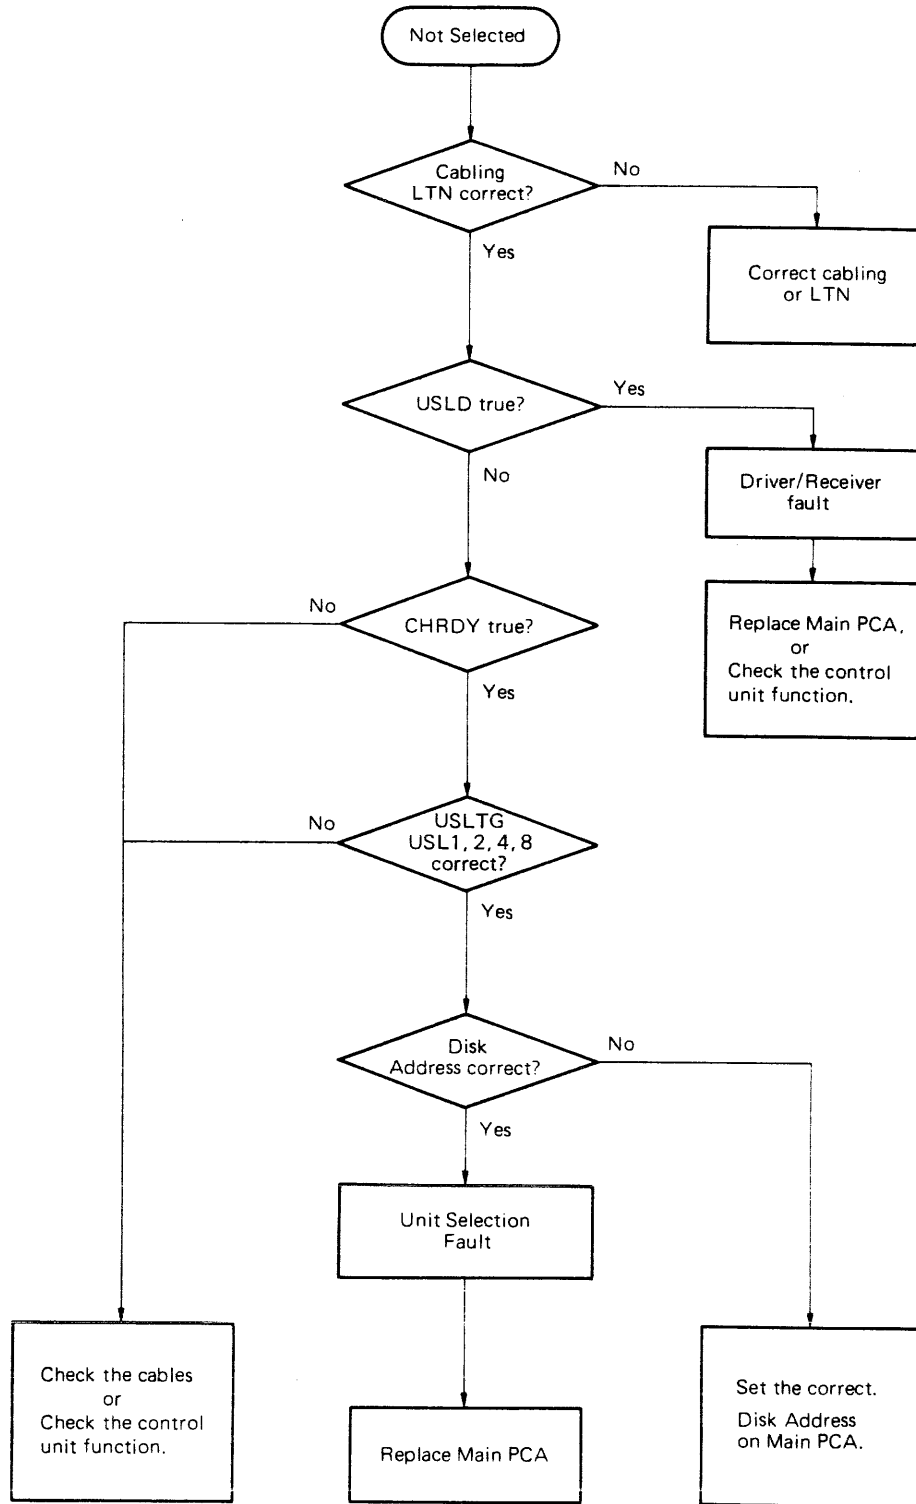 Not Selected
Cabling
LTN correct?
No
Yes
Correct cabling
or LTN
USLD true?
Yes
No
Driver/Receiver
fault
Replace Main PCA,
or
Check the control
unit function.
CHRDY true?
No
Yes
USLTG
USL1, 2, 4, 8
correct?
No
Yes
Disk
Address correct?
No
Yes
Unit Selection
Fault
Check the cables
or
Check the control
unit function.
Replace Main PCA
Set the correct.
Disk Address
on Main PCA.